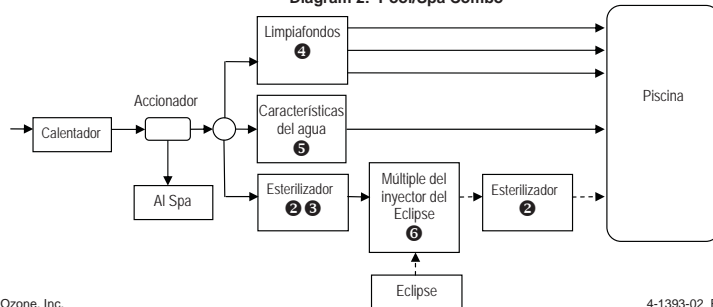 Diagram 2: Pool/Spa Combo
Limpiafondos
❹
Accionador
Piscina
Calentador
Características
del agua
❺
Al Spa
Esterilizador
❷❸
Múltiple del
inyector del
Eclipse
❻
Esterilizador
❷
Eclipse
Ozone, Inc.
4-1393-02